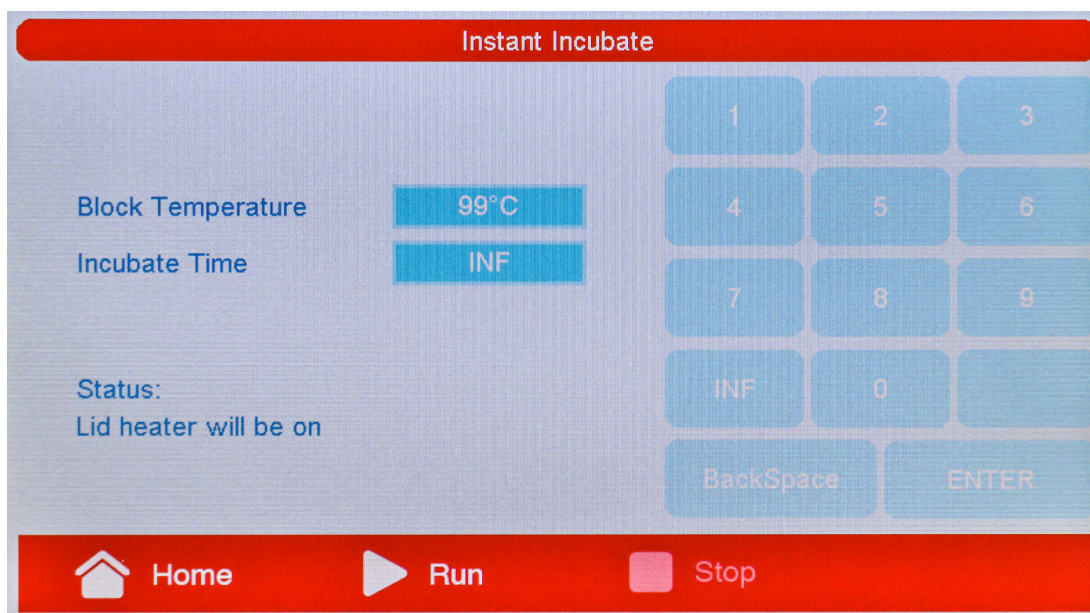 Instant Incubate
1 2 3
Block Temperature 99°C
4 5 6
Incubate Time INF
7 8 9
Status:
INF 0
Lid heater will be on
BackSpace ENTER
Home Run Stop